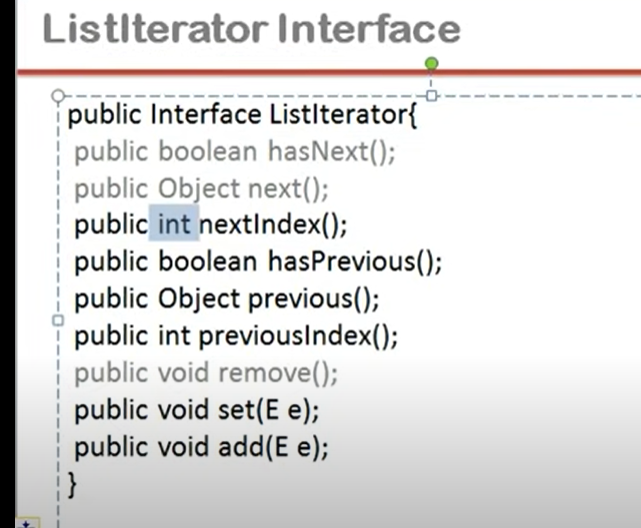 ListIterator Interface
public Interface ListIterator{
public boolean hasNext();
public Object next();
public int nextIndex();
public boolean hasPrevious();
public Object previous();
public int previousIndex();
public void remove();
public void set(E e);
public void add(E e);
}